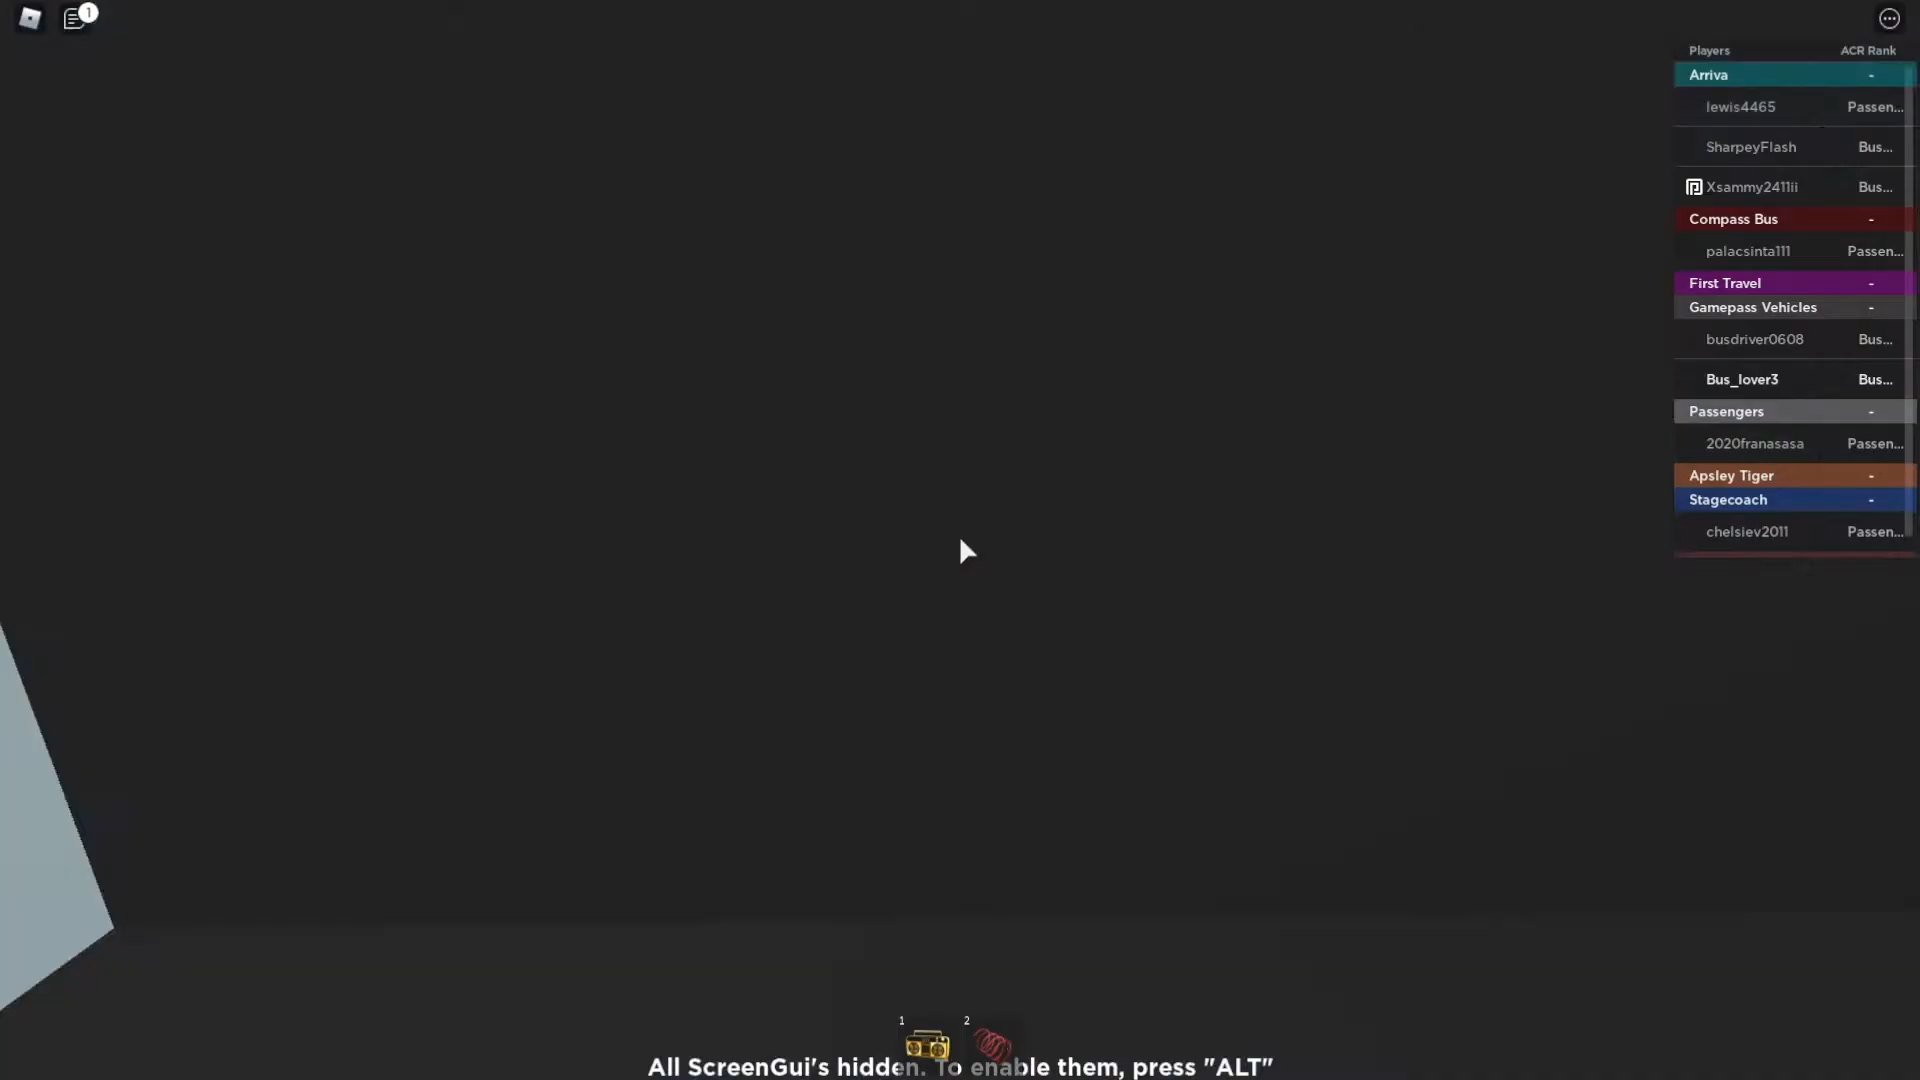 1
Players ACR Rank
Arriva -
lewis4465 Passen...
SharpeyFlash Bus...
Xsammy2411ii Bus...
Compass Bus -
palacsinta111 Passen...
First Travel -
Gamepass Vehicles -
busdriver0608 Bus...
Bus_lover3 Bus...
Passengers -
2020franasasa Passen...
Apsley Tiger -
Stagecoach -
chelsiev2011 Passen...
1 2
All ScreenGui's hidden. To enable them, press "ALT"